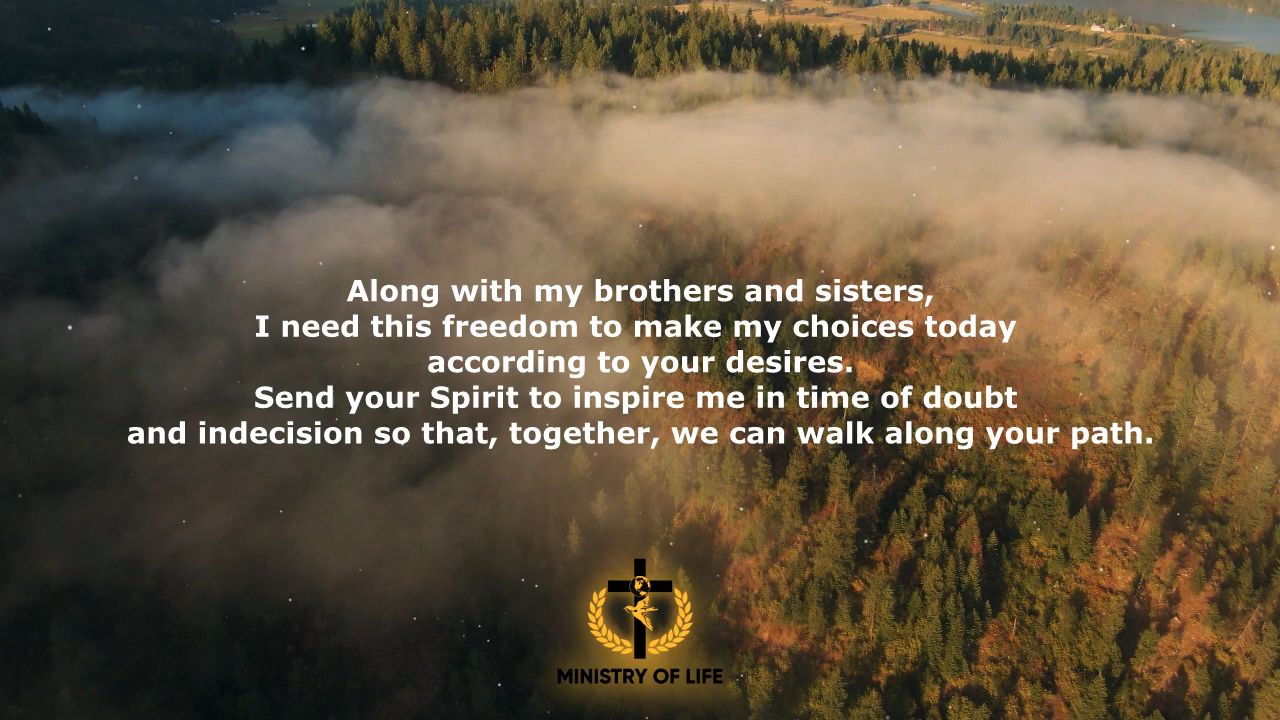 Along with my brothers and sisters,
I need this freedom to make my choices today
according to your desires.
Send your Spirit to inspire me in time of doubt
and indecision so that, together, we can walk along your path.
MINISTRY OF LIFE